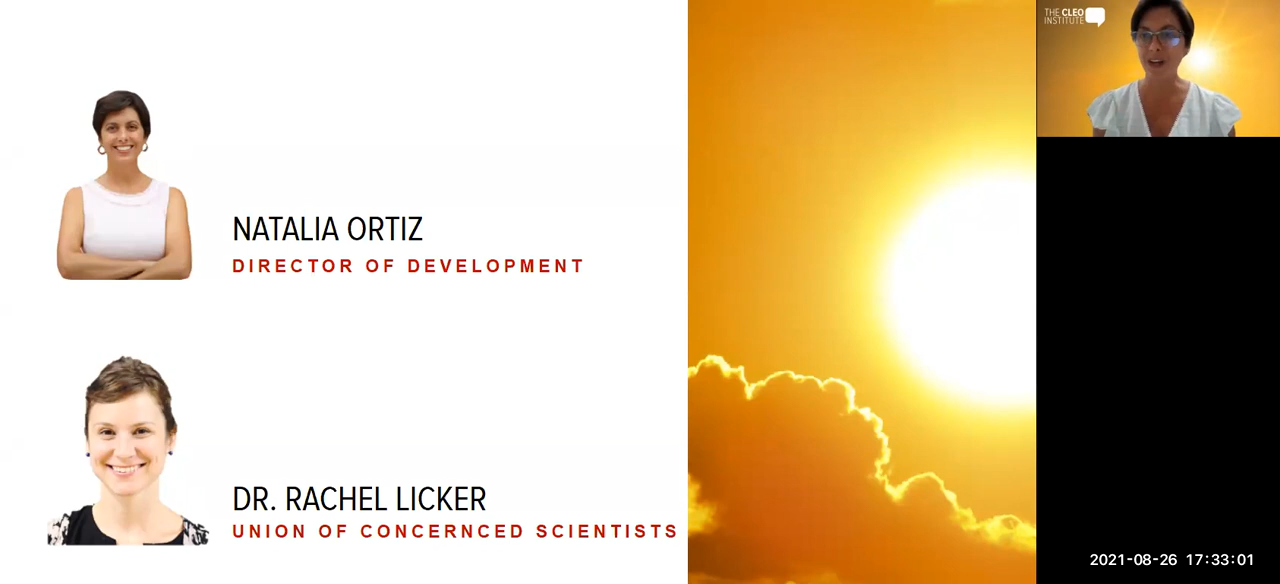 NATALIA ORTIZ
DIRECTOR OF DEVELOPMENT
DR. RACHEL LICKER
UNION OF CONCERNCED SCIENTISTS
THE CLEO
INSTITUTE
2021-08-26 17:33:01